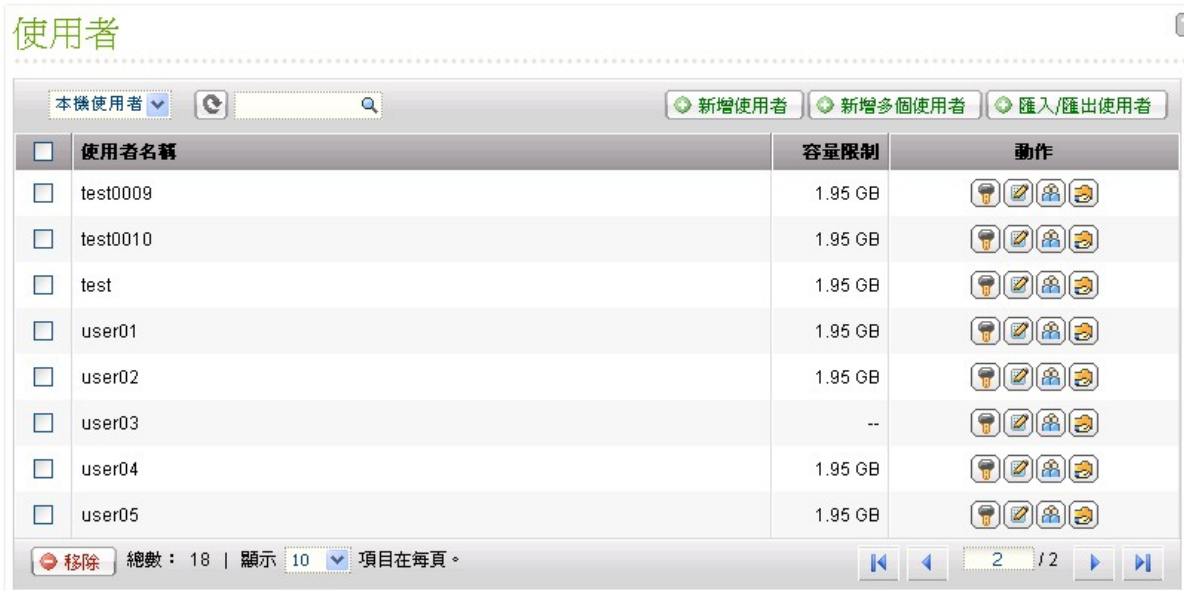 使用者
本機使用者 新增使用者 新增多個使用者 匯入/匯出使用者
使用者名稱 容量限制 動作
test0009 1.95 GB
test0010 1.95 GB
test 1.95 GB
user01 1.95 GB
user02 1.95 GB
user03 --
user04 1.95 GB
user05 1.95 GB
移除 總數： 18 | 顯示 10 項目在每頁。 2 / 2